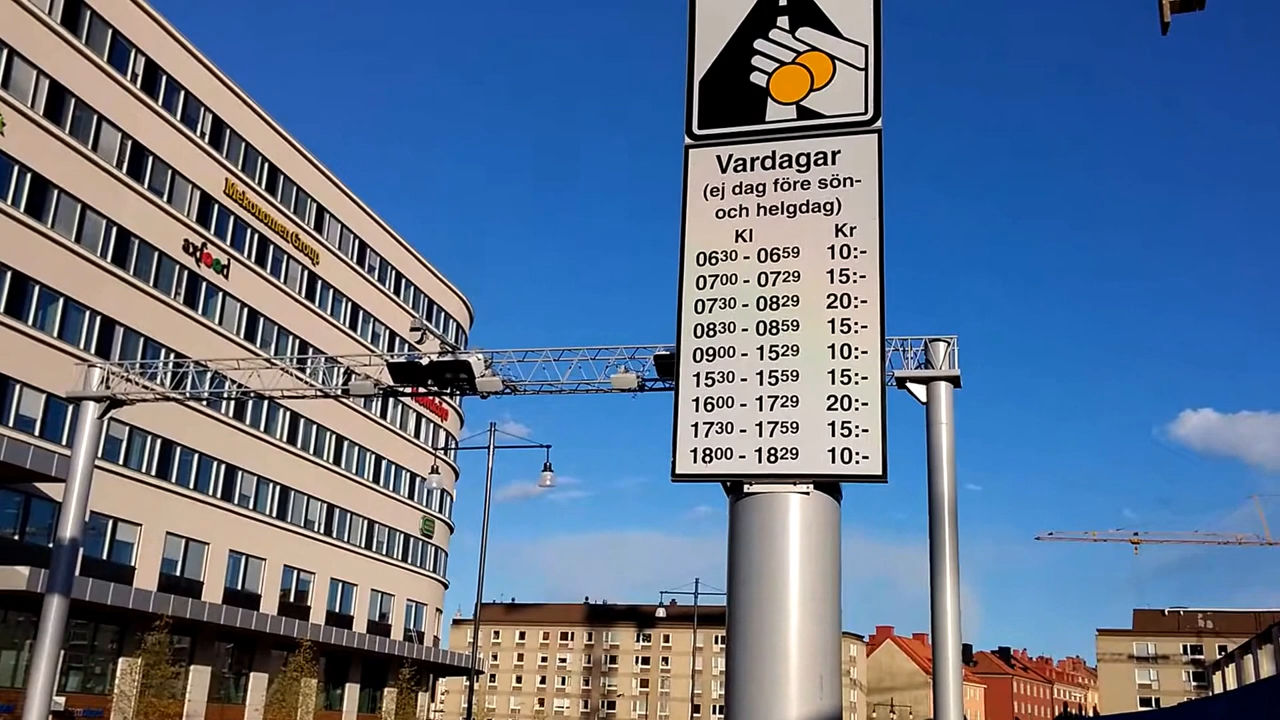 Vardagar
(ej dag före sön-
och helgdag)
Kl Kr
0630 - 0659 10:-
0700 - 0729 15:-
0730 - 0829 20:-
0830 - 0859 15:-
0900 - 1529 10:-
1530 - 1559 15:-
1600 - 1729 20:-
1730 - 1759 15:-
1800 - 1829 10:-
Mekonomen Group
axfood